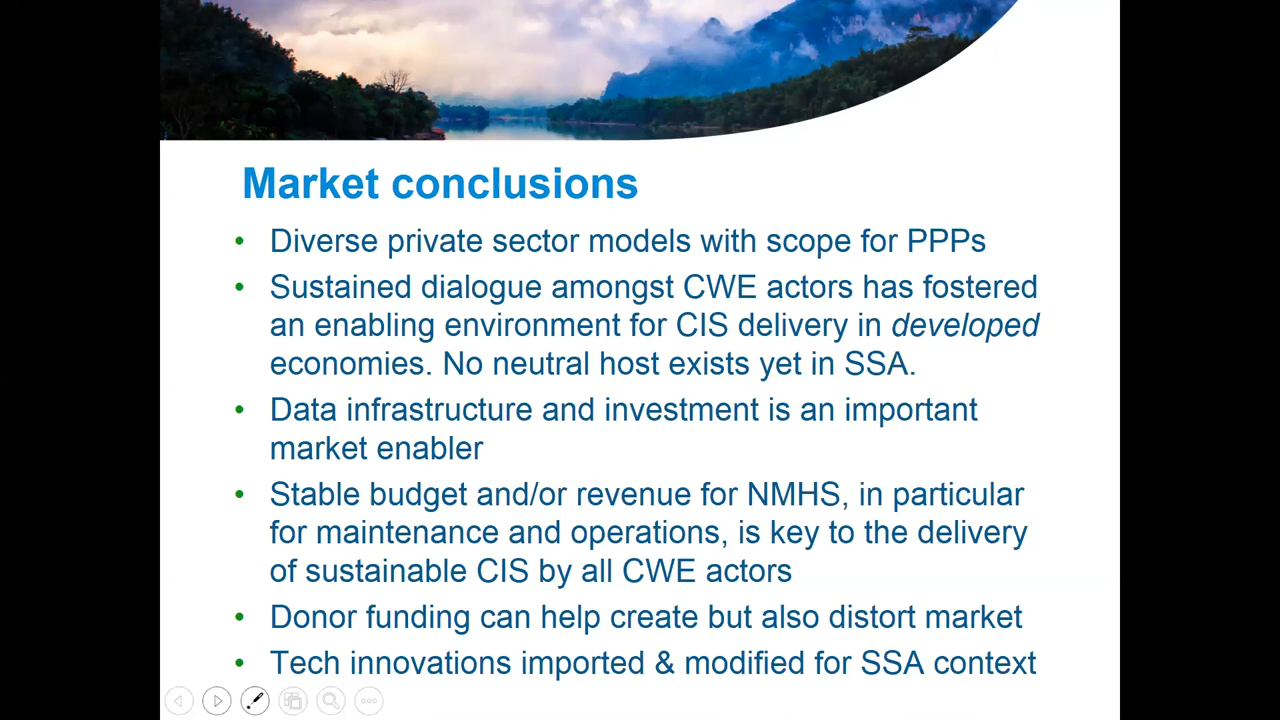 Market conclusions
• Diverse private sector models with scope for PPPs
• Sustained dialogue amongst CWE actors has fostered
an enabling environment for CIS delivery in developed
economies. No neutral host exists yet in SSA.
• Data infrastructure and investment is an important
market enabler
• Stable budget and/or revenue for NMHS, in particular
for maintenance and operations, is key to the delivery
of sustainable CIS by all CWE actors
• Donor funding can help create but also distort market
• Tech innovations imported & modified for SSA context